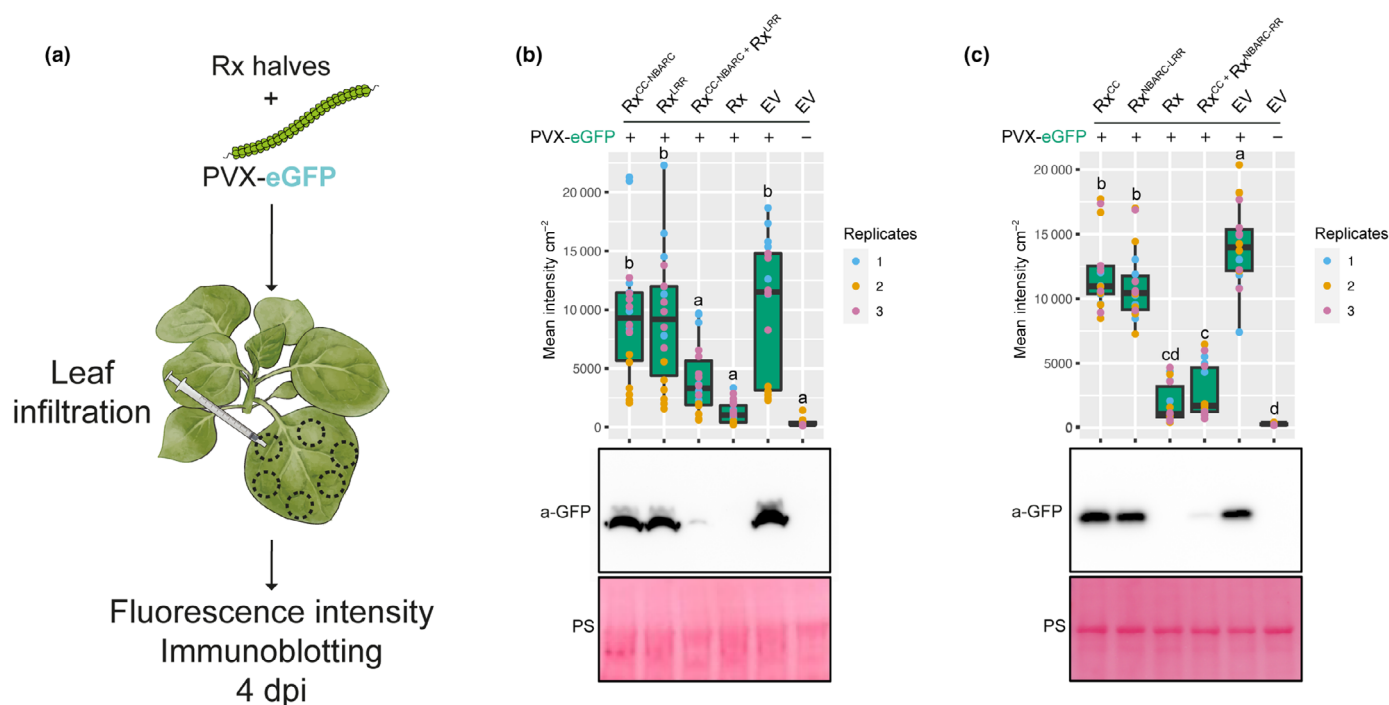 (a)
Rx halves
+
PVX-eGFP
Leaf
infiltration
Fluorescence intensity
Immunoblotting
4 dpi
(b)
Rx^CC-NBARC
Rx^LRR
Rx^CC-NBARC + Rx^LRR
Rx
EV
EV
PVX-eGFP + + + + + −
Mean intensity cm⁻²
20 000
15 000
10 000
5000
0
b
b
a
a
b
a
Replicates
1
2
3
a-GFP
PS
(c)
Rx^CC
Rx^NBARC-LRR
Rx
Rx^CC + Rx^NBARC-RR
EV
EV
PVX-eGFP + + + + + −
Mean intensity cm⁻²
20 000
15 000
10 000
5000
0
b
b
cd
c
a
d
Replicates
1
2
3
a-GFP
PS